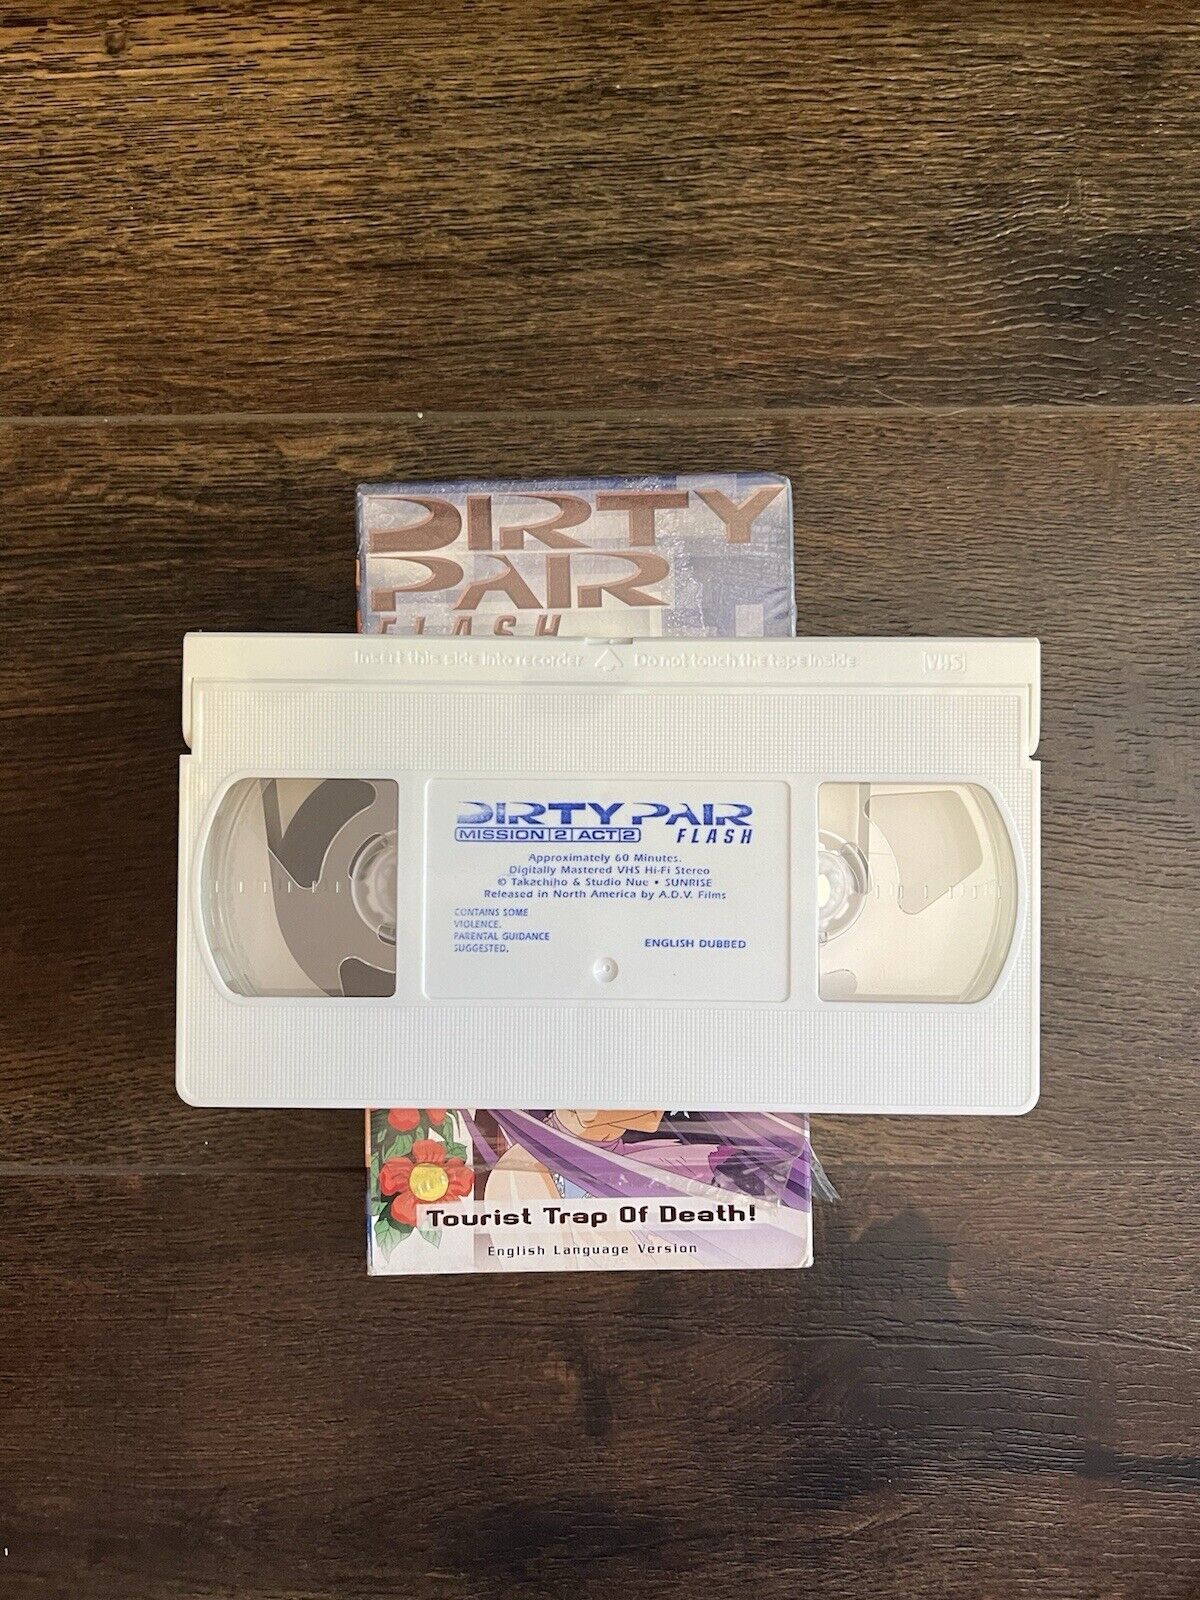 DIRTY
PAIR
FLASH
Insert this side into recorder Do not touch the tape inside VHS
DIRTY PAIR
MISSION 2 ACT 2 FLASH
Approximately 60 Minutes.
Digitally Mastered VHS Hi-Fi Stereo
© Takachiho & Studio Nue • SUNRISE
Released in North America by A.D.V. Films
CONTAINS SOME
VIOLENCE.
PARENTAL GUIDANCE
SUGGESTED.
ENGLISH DUBBED
Tourist Trap Of Death!
English Language Version